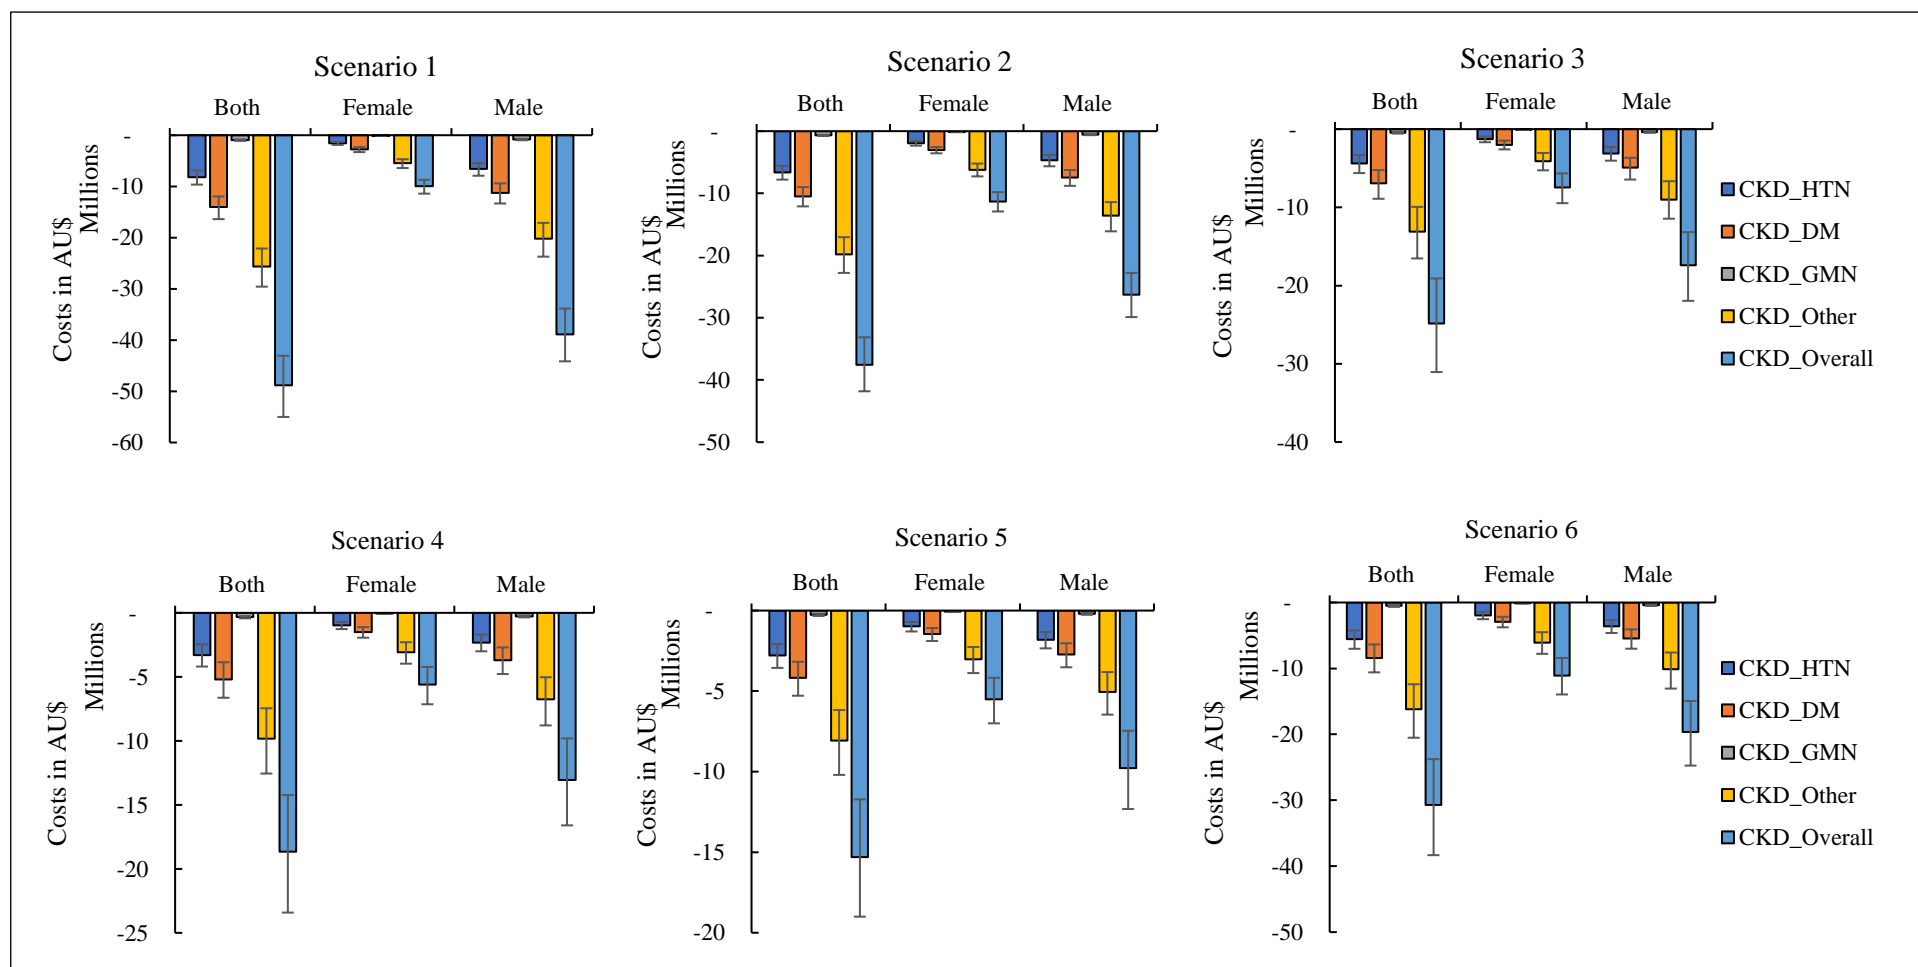 Scenario 1
Both Female Male
-
-10
-20
-30
-40
-50
-60
Costs in AU$
Millions
Scenario 2
Both Female Male
-
-10
-20
-30
-40
-50
Costs in AU$
Millions
Scenario 3
Both Female Male
-
-10
-20
-30
-40
Costs in AU$
Millions
CKD_HTN
CKD_DM
CKD_GMN
CKD_Other
CKD_Overall
Scenario 4
Both Female Male
-
-5
-10
-15
-20
-25
Costs in AU$
Millions
Scenario 5
Both Female Male
-
-5
-10
-15
-20
Costs in AU$
Millions
Scenario 6
Both Female Male
-
-10
-20
-30
-40
-50
Costs in AU$
Millions
CKD_HTN
CKD_DM
CKD_GMN
CKD_Other
CKD_Overall